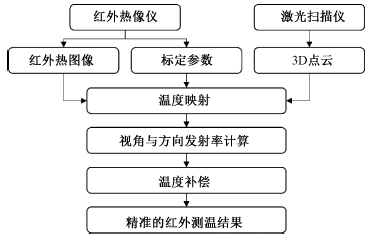 红外热像仪
激光扫描仪
红外热图像
标定参数
3D点云
温度映射
视角与方向发射率计算
温度补偿
精准的红外测温结果